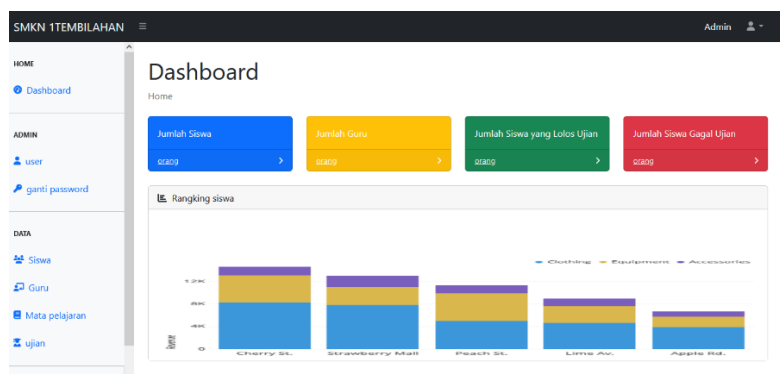 SMKN 1TEMBILAHAN
Admin
HOME
Dashboard
ADMIN
user
ganti password
DATA
Siswa
Guru
Mata pelajaran
ujian
Dashboard
Home
Jumlah Siswa
orang
Jumlah Guru
orang
Jumlah Siswa yang Lolos Ujian
orang
Jumlah Siswa Gagal Ujian
orang
Rangking siswa
Clothing Equipment Accessories
12K
8K
4K
0
Cherry St. Strawberry Mall Peach St. Lime Av. Apple Rd.